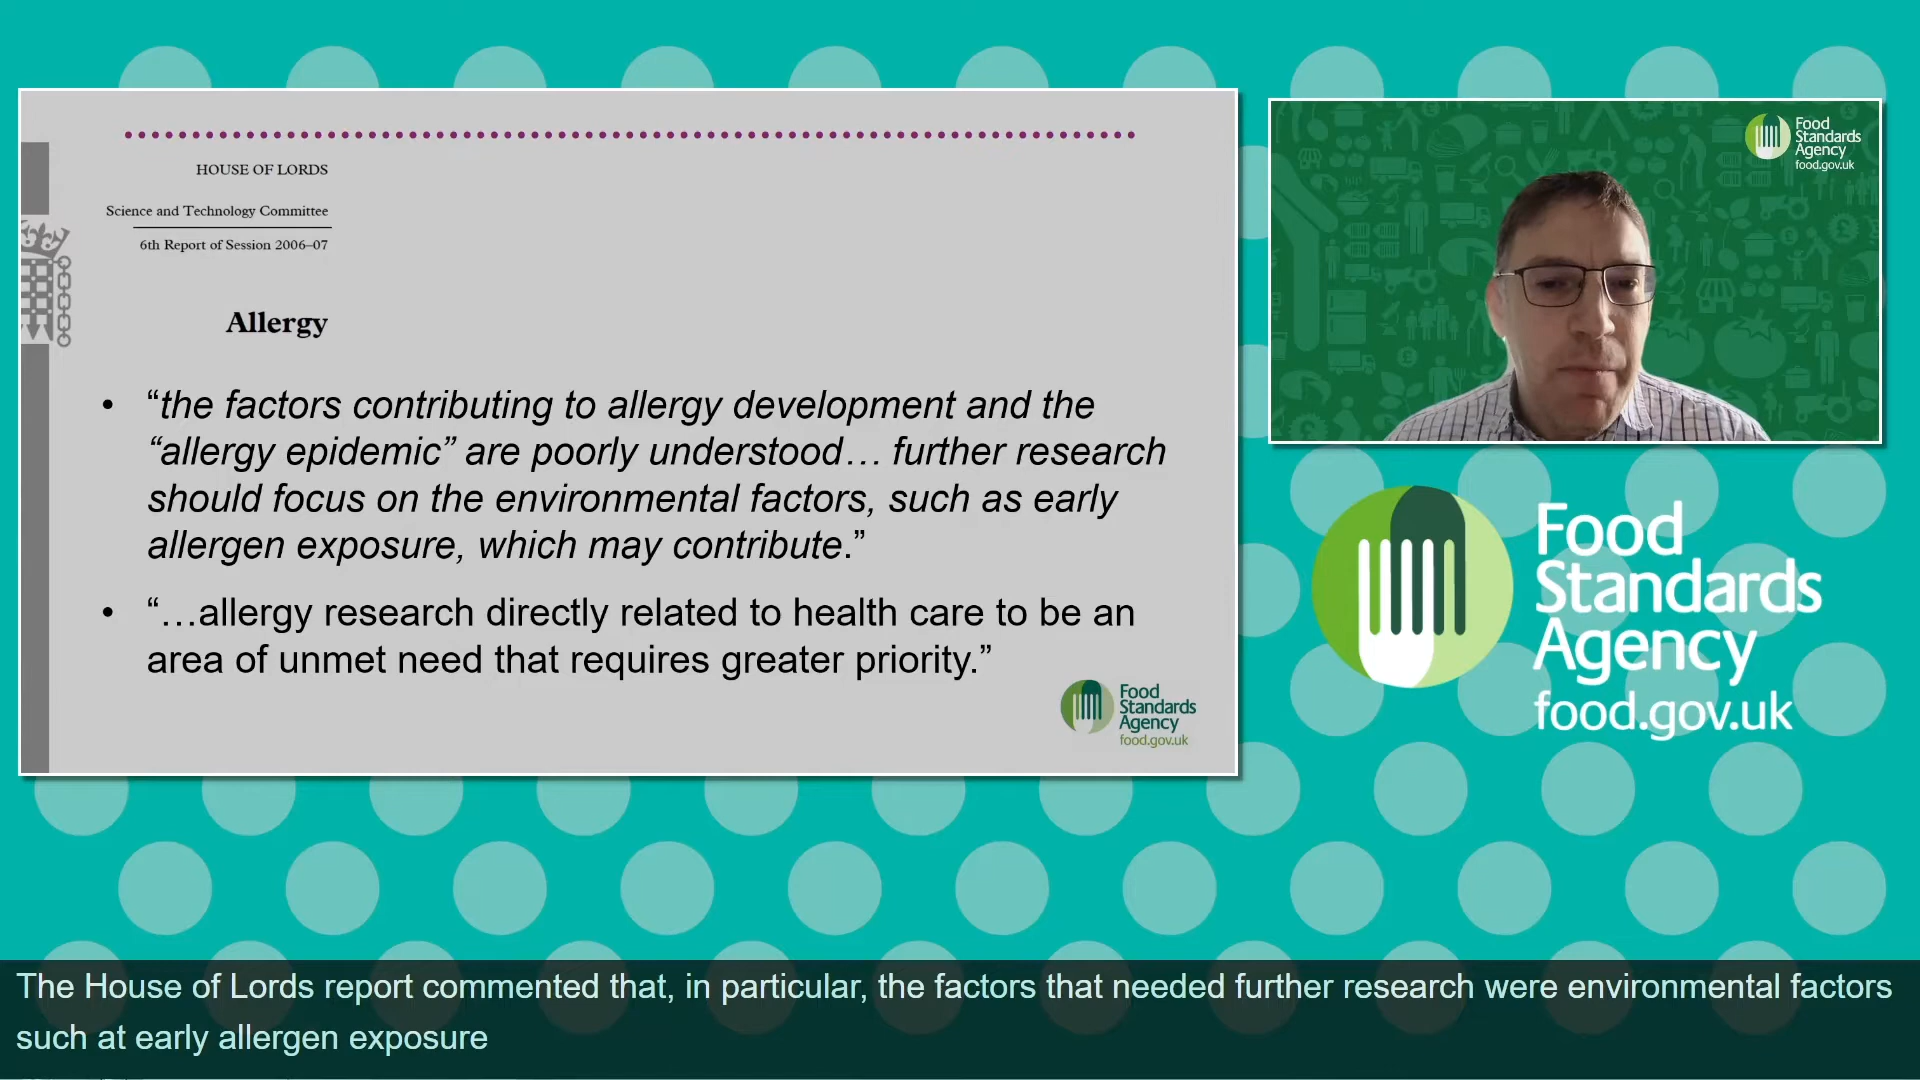 HOUSE OF LORDS
Science and Technology Committee
6th Report of Session 2006–07
Allergy
• “the factors contributing to allergy development and the
“allergy epidemic” are poorly understood… further research
should focus on the environmental factors, such as early
allergen exposure, which may contribute.”
• “…allergy research directly related to health care to be an
area of unmet need that requires greater priority.”
Food
Standards
Agency
food.gov.uk
Food
Standards
Agency
food.gov.uk
Food
Standards
Agency
food.gov.uk
The House of Lords report commented that, in particular, the factors that needed further research were environmental factors
such at early allergen exposure